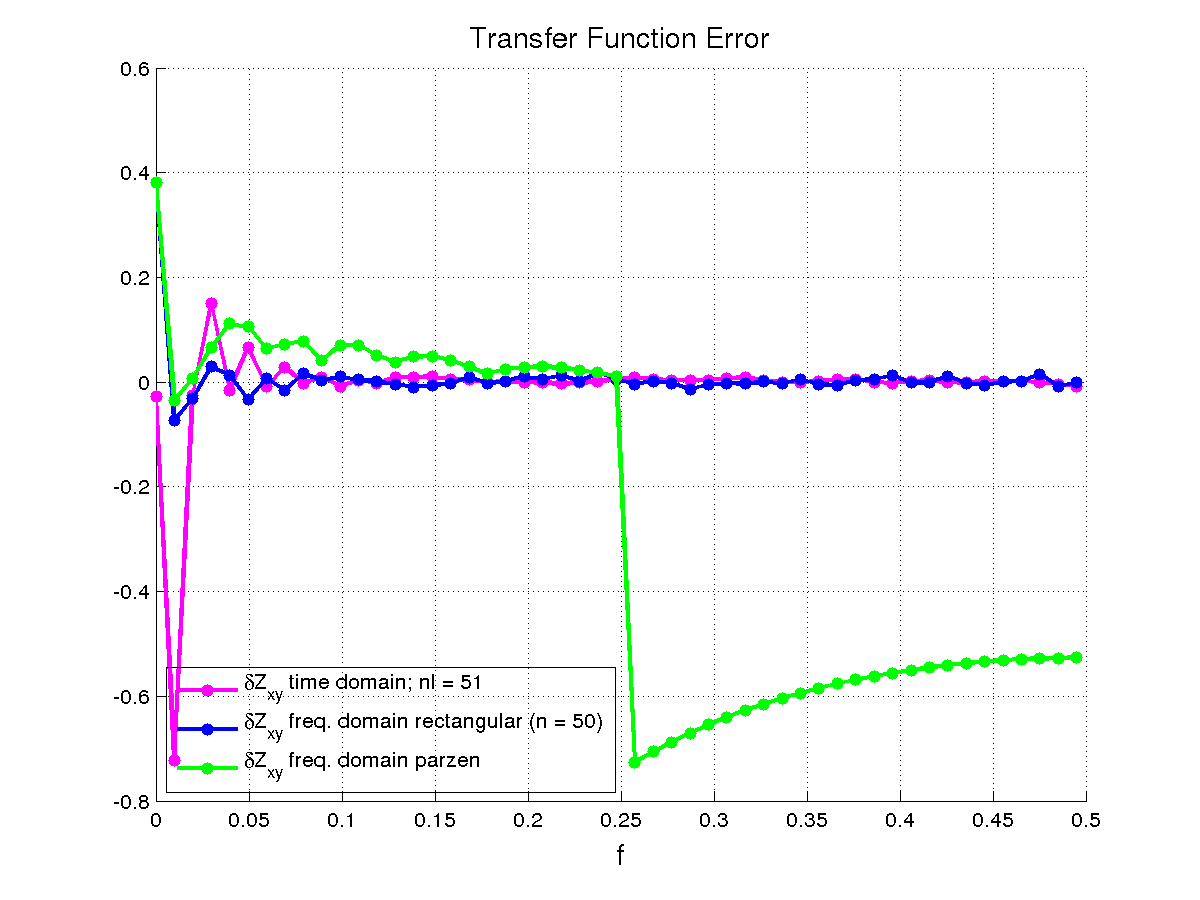 Transfer Function Error
0.6
0.4
0.2
0
-0.2
-0.4
-0.6
-0.8
δZxy time domain; nl = 51
δZxy freq. domain rectangular (n = 50)
δZxy freq. domain parzen
0 0.05 0.1 0.15 0.2 0.25 0.3 0.35 0.4 0.45 0.5
f